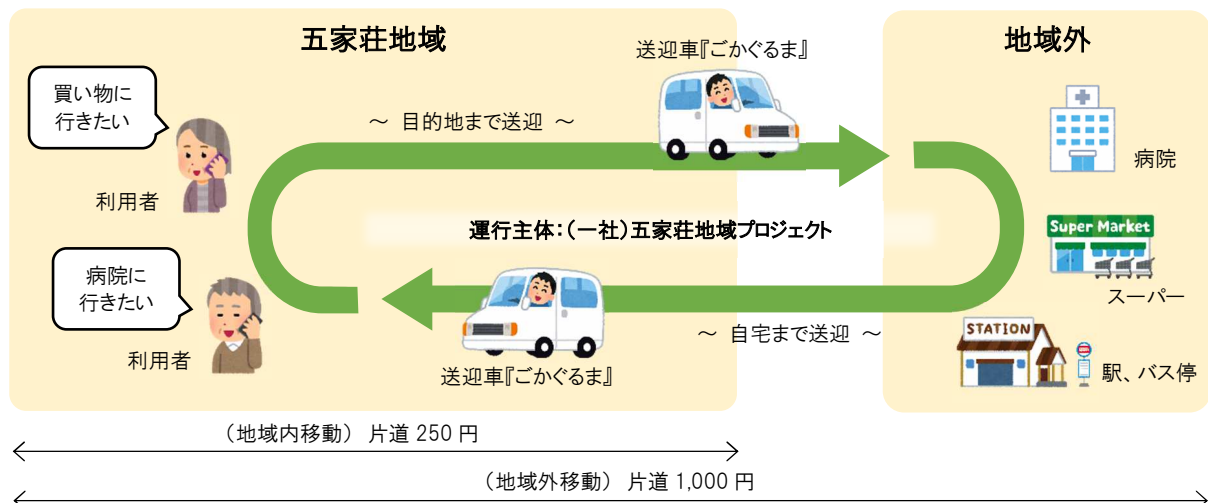 五家荘地域
地域外
送迎車『ごかぐるま』
買い物に
行きたい
～ 目的地まで送迎 ～
病院
利用者
運行主体：（一社）五家荘地域プロジェクト
Super Market
病院に
行きたい
スーパー
STATION
～ 自宅まで送迎 ～
利用者
送迎車『ごかぐるま』
駅、バス停
（地域内移動） 片道 250 円
（地域外移動） 片道 1,000 円